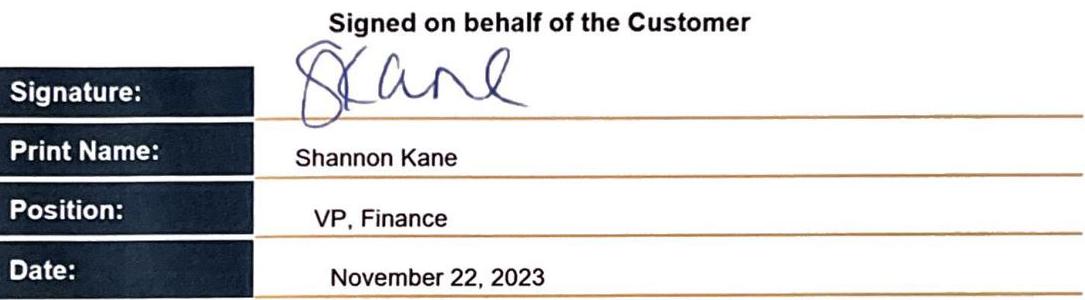 Signed on behalf of the Customer
Signature: SKane
Print Name: Shannon Kane
Position: VP, Finance
Date: November 22, 2023